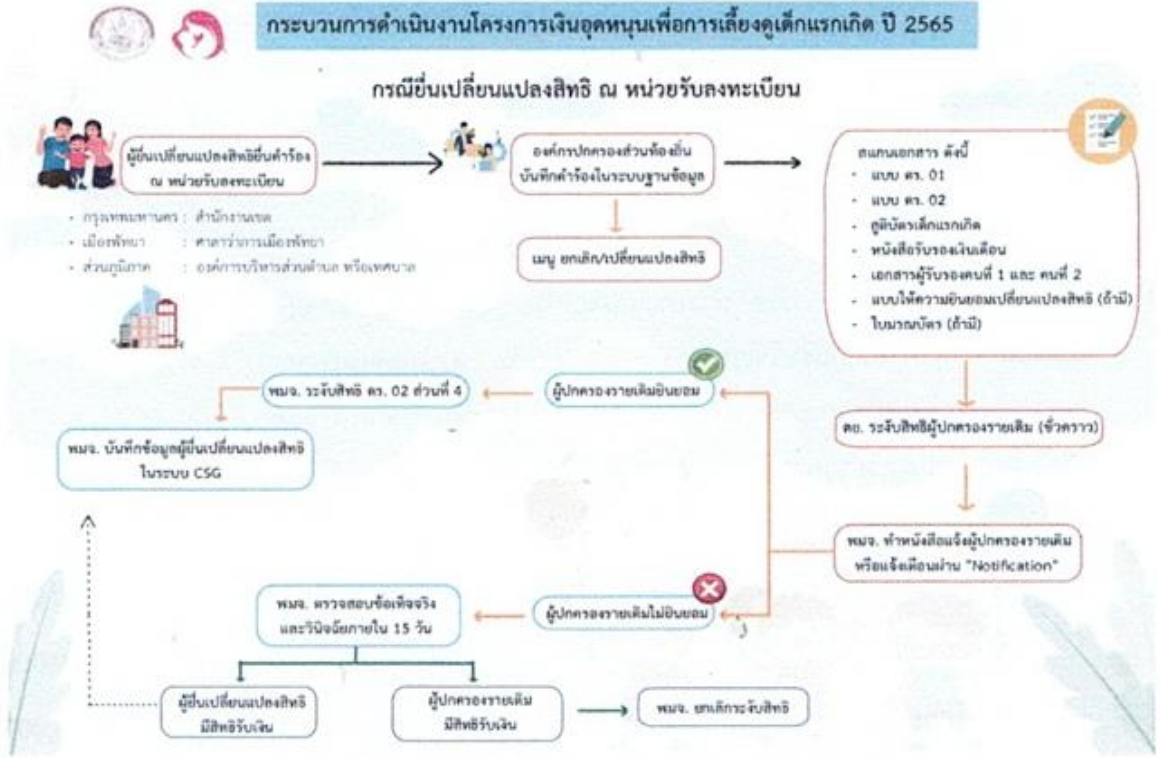 กระบวนการดำเนินงานโครงการเงินอุดหนุนเพื่อการเลี้ยงดูเด็กแรกเกิด ปี 2565
กรณียื่นเปลี่ยนแปลงสิทธิ ณ หน่วยรับลงทะเบียน
ผู้ยื่นเปลี่ยนแปลงสิทธิยื่นคำร้อง
ณ หน่วยรับลงทะเบียน
- กรุงเทพมหานคร : สำนักงานเขต
- เมืองพัทยา : ศาลาว่าการเมืองพัทยา
- ส่วนภูมิภาค : องค์การบริหารส่วนตำบล หรือเทศบาล
องค์กรปกครองส่วนท้องถิ่น
บันทึกคำร้องในระบบฐานข้อมูล
เมนู ยกเลิก/เปลี่ยนแปลงสิทธิ
สแกนเอกสาร ดังนี้
- แบบ ดร. 01
- แบบ ดร. 02
- สูติบัตรเด็กแรกเกิด
- หนังสือรับรองเงินเดือน
- เอกสารผู้รับรองคนที่ 1 และ คนที่ 2
- แบบให้ความยินยอมเปลี่ยนแปลงสิทธิ (ถ้ามี)
- ใบมรณบัตร (ถ้ามี)
ดย. ระงับสิทธิผู้ปกครองรายเดิม (ชั่วคราว)
พมจ. ทำหนังสือแจ้งผู้ปกครองรายเดิม
หรือแจ้งเตือนผ่าน "Notification"
ผู้ปกครองรายเดิมยินยอม
พมจ. ระงับสิทธิ ดร. 02 ส่วนที่ 4
พมจ. บันทึกข้อมูลผู้ยื่นเปลี่ยนแปลงสิทธิ
ในระบบ CSG
ผู้ปกครองรายเดิมไม่ยินยอม
พมจ. ตรวจสอบข้อเท็จจริง
และวินิจฉัยภายใน 15 วัน
ผู้ยื่นเปลี่ยนแปลงสิทธิ
มีสิทธิรับเงิน
ผู้ปกครองรายเดิม
มีสิทธิรับเงิน
พมจ. ยกเลิกระงับสิทธิ